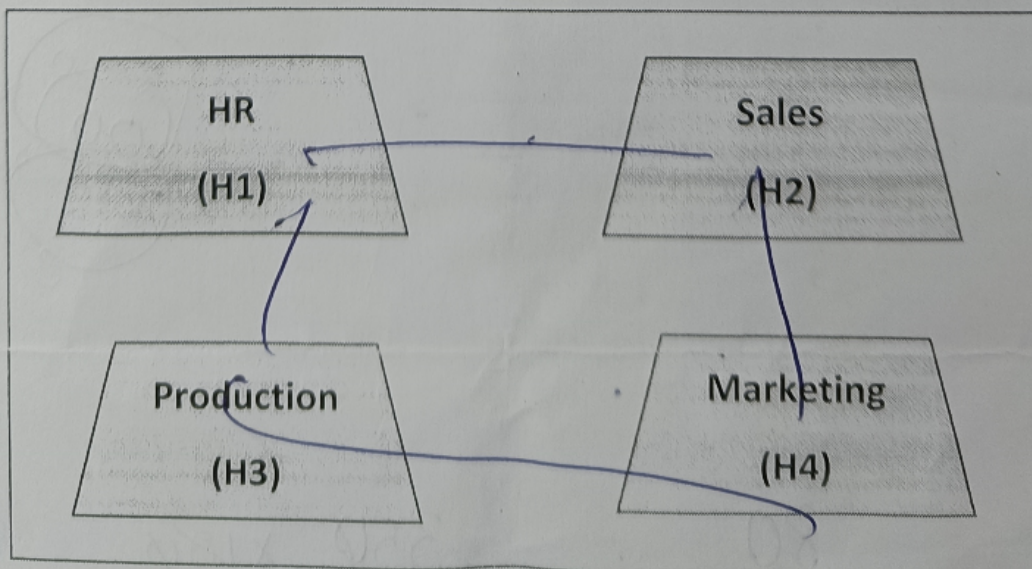 HR
(H1)
Sales
(H2)
Production
(H3)
Marketing
(H4)